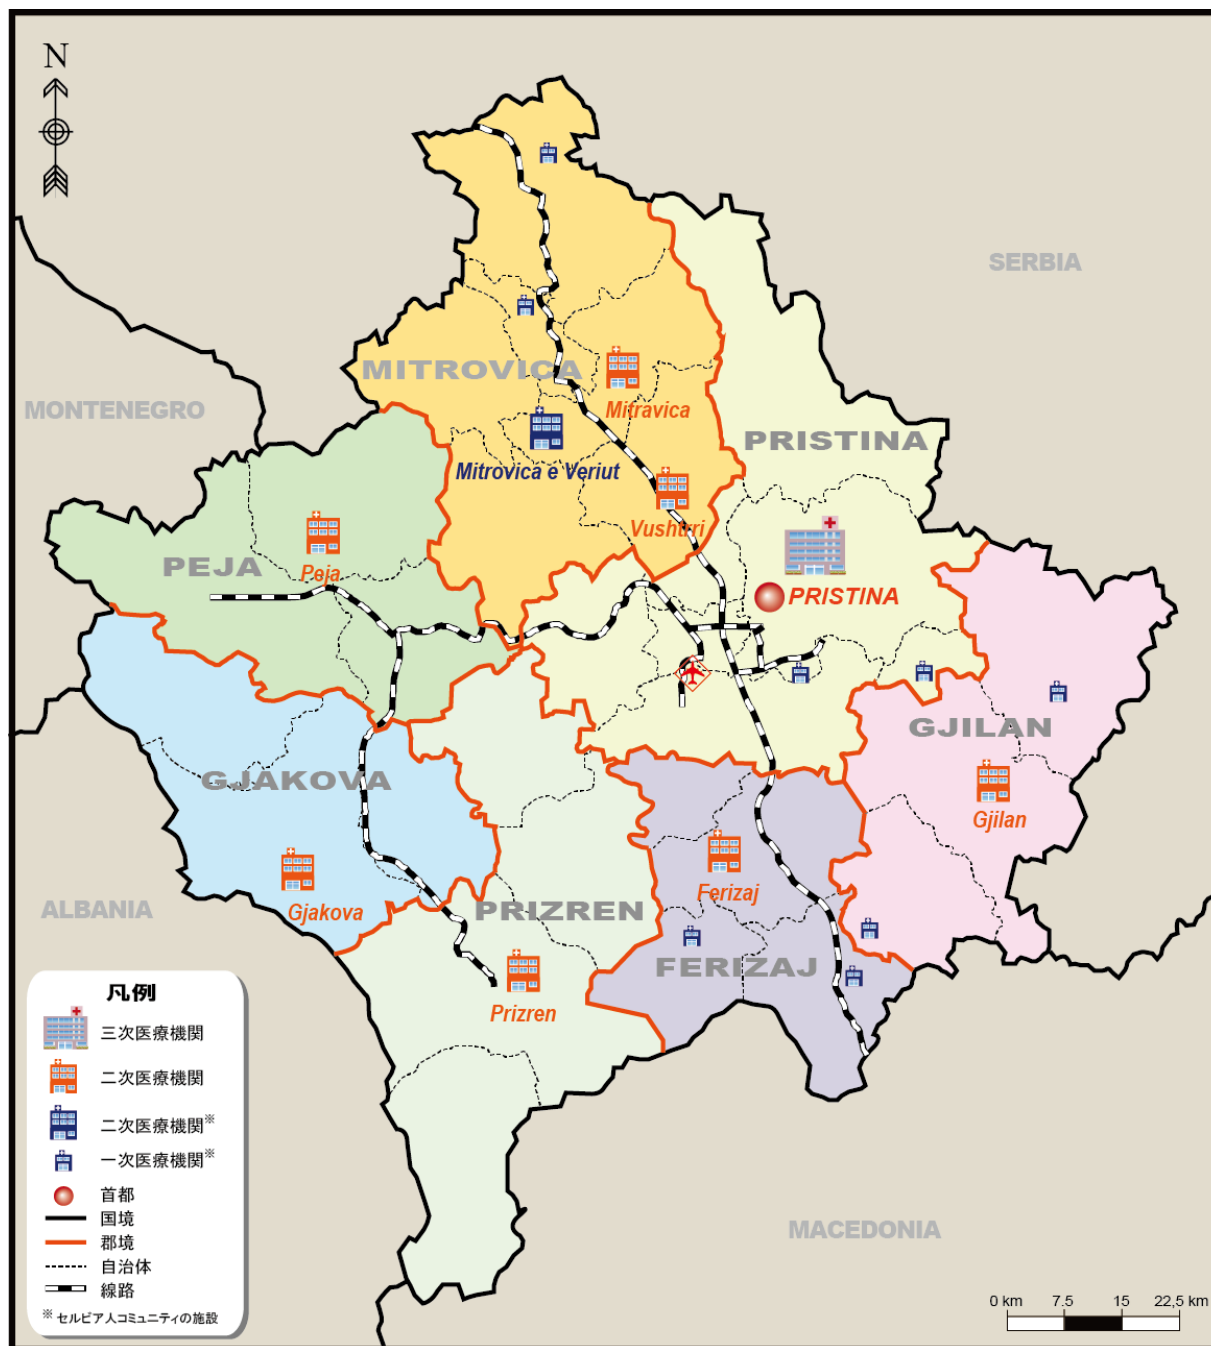 N
SERBIA
MITROVICA
Mitravica
MONTENEGRO
PRISTINA
Mitrovica e Veriut
Vushtrri
PEJA
Peja
PRISTINA
GJILAN
GJAKOVA
Gjilan
Ferizaj
Gjakova
ALBANIA
PRIZREN
FERIZAJ
Prizren
凡例
三次医療機関
二次医療機関
二次医療機関※
一次医療機関※
首都
国境
郡境
自治体
線路
※ セルビア人コミュニティの施設
MACEDONIA
0 km 7.5 15 22,5 km